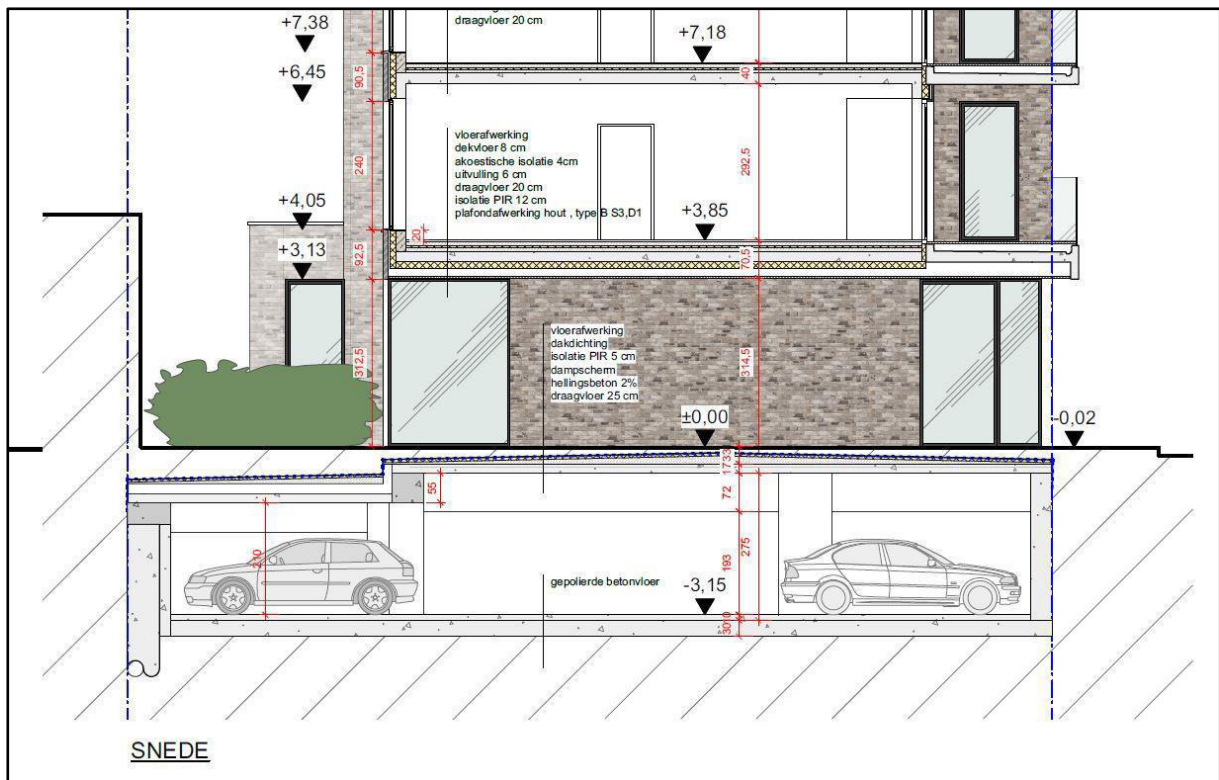 draagvloer 20 cm
+7,38
+7,18
+6,45
90,5
40
vloerafwerking
dekvloer 8 cm
akoestische isolatie 4cm
uitvulling 6 cm
draagvloer 20 cm
isolatie PIR 12 cm
plafondafwerking hout , type B S3,D1
240
292,5
+4,05
+3,85
20
+3,13
92,5
70,5
vloerafwerking
dakdichting
isolatie PIR 5 cm
dampscherm
hellingsbeton 2%
draagvloer 25 cm
312,5
314,5
±0,00
-0,02
1733
55
72
210
193
275
gepolierde betonvloer
-3,15
SNEDE